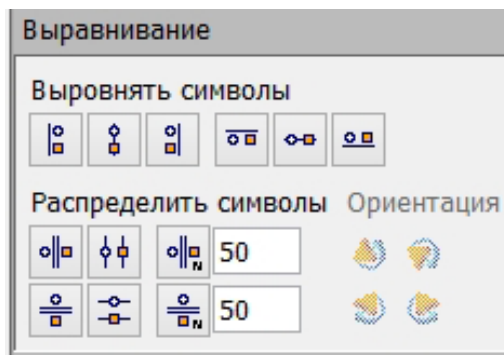 Выравнивание
Выровнять символы
Распределить символы Ориентация
N 50
N 50